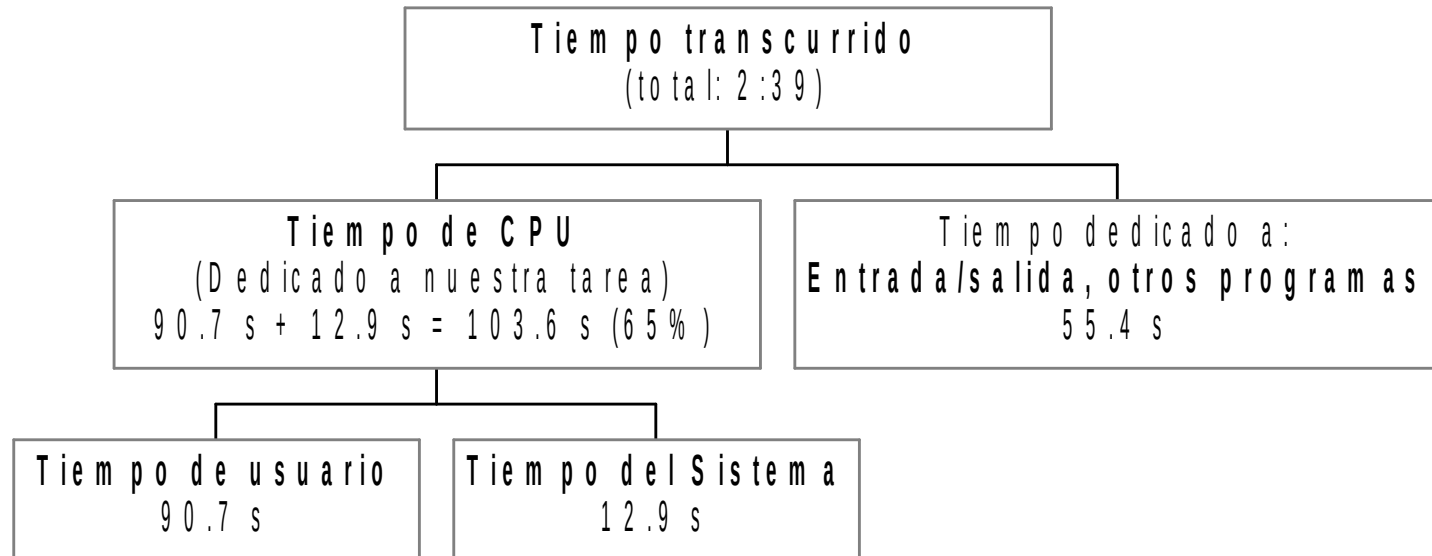 Tiempo transcurrido
(total: 2:39)
Tiempo de CPU
(Dedicado a nuestra tarea)
90.7 s + 12.9 s = 103.6 s (65%)
Tiempo dedicado a:
Entrada/salida, otros programas
55.4 s
Tiempo de usuario
90.7 s
Tiempo del Sistema
12.9 s